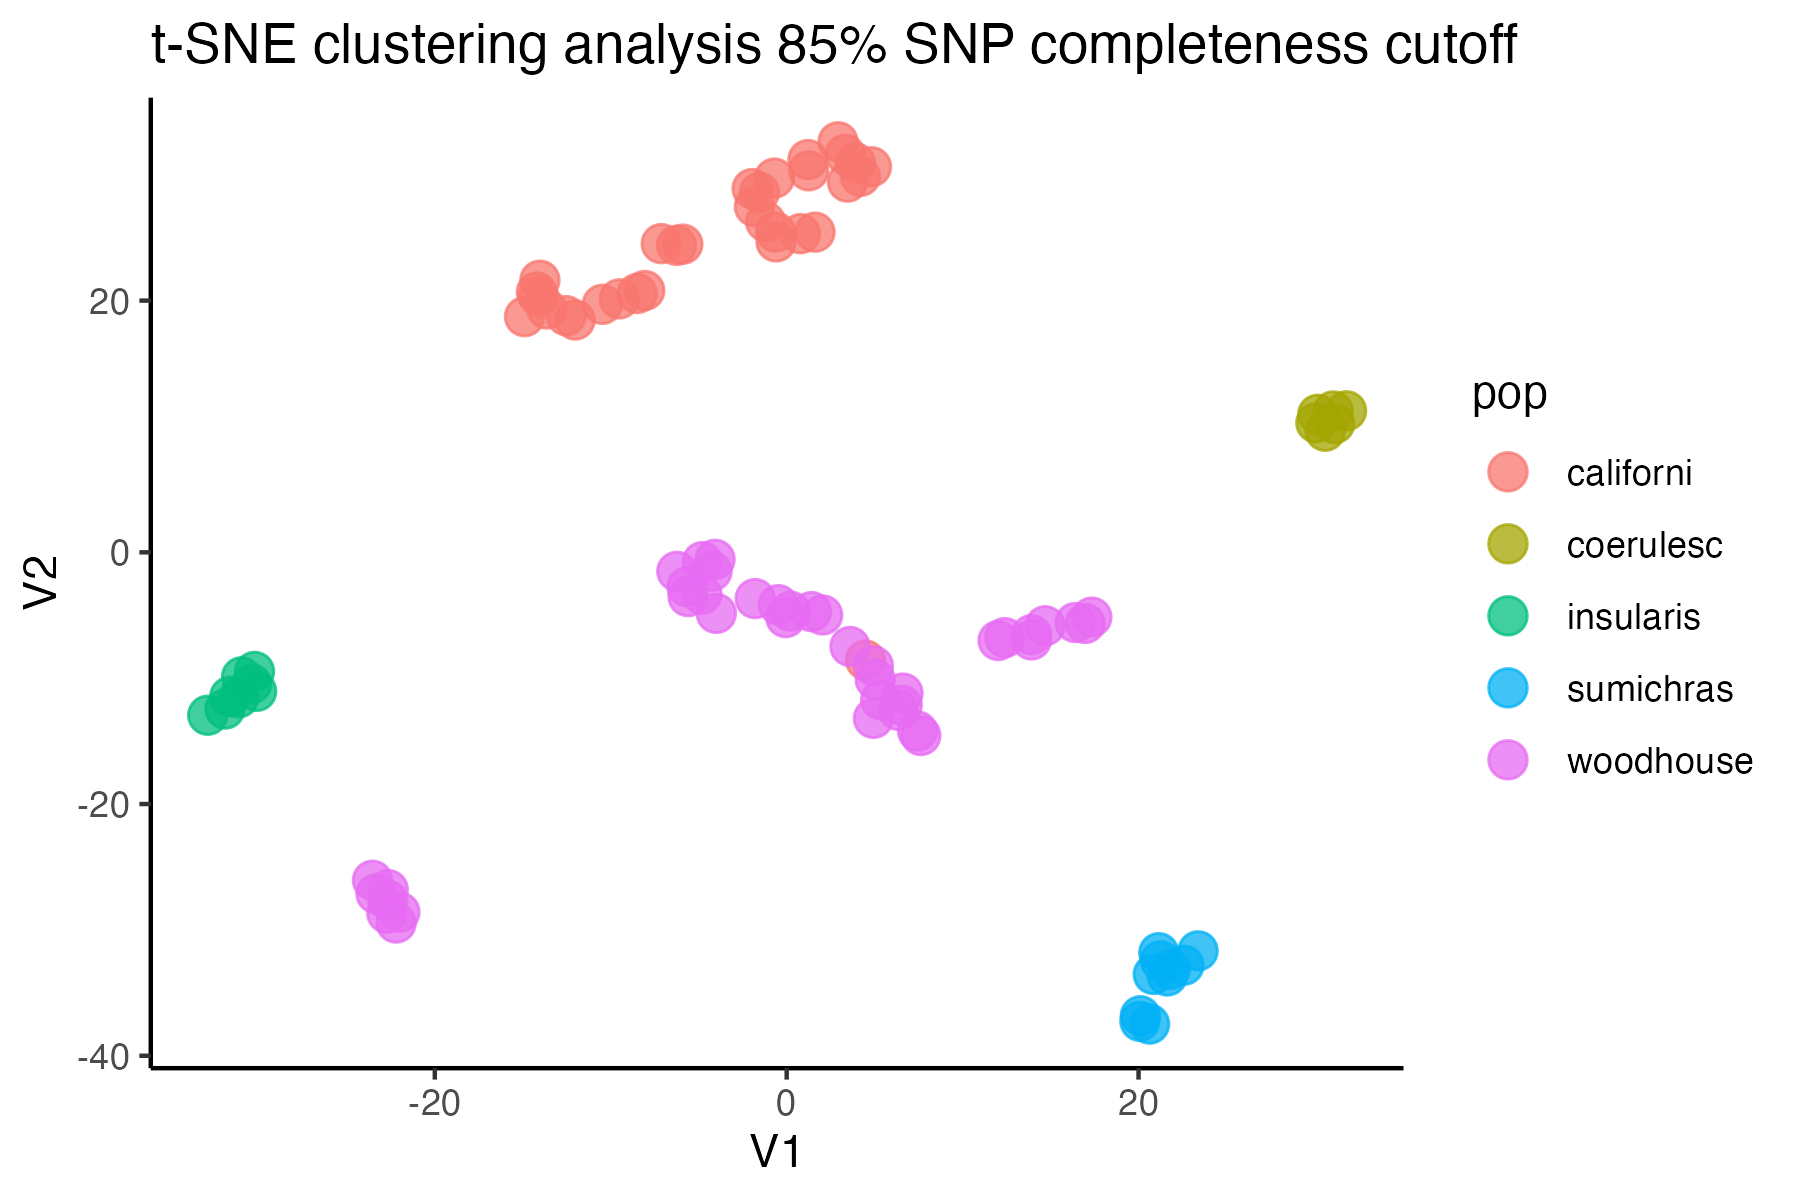 t-SNE clustering analysis 85% SNP completeness cutoff
V2
20
0
-20
-40
-20
0
20
V1
pop
californi
coerulesc
insularis
sumichras
woodhouse